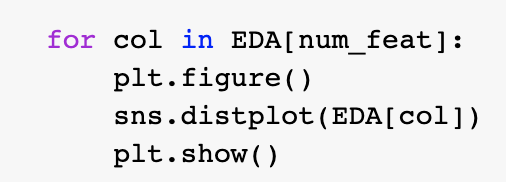 for col in EDA[num_feat]:
    plt.figure()
    sns.distplot(EDA[col])
    plt.show()